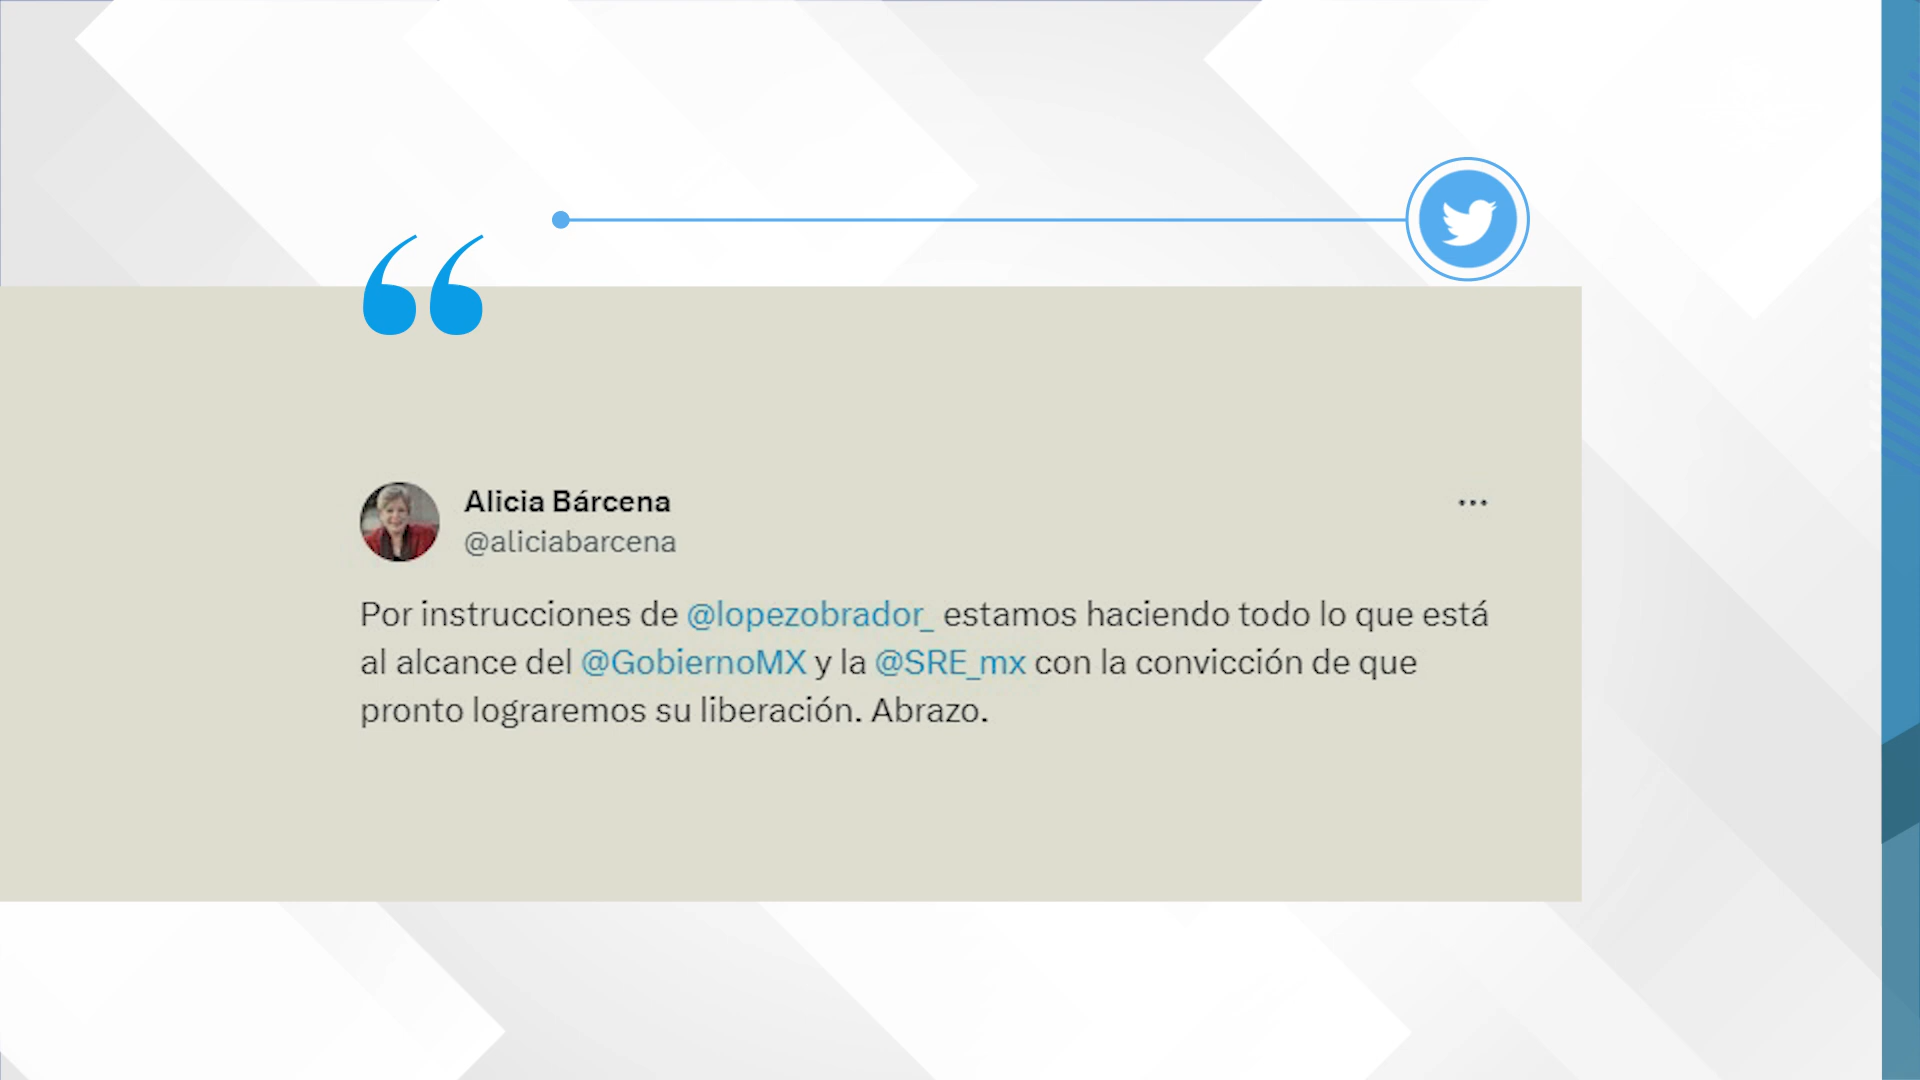 “
Alicia Bárcena
@aliciabarcena
Por instrucciones de @lopezobrador_ estamos haciendo todo lo que está
al alcance del @GobiernoMX y la @SRE_mx con la convicción de que
pronto lograremos su liberación. Abrazo.